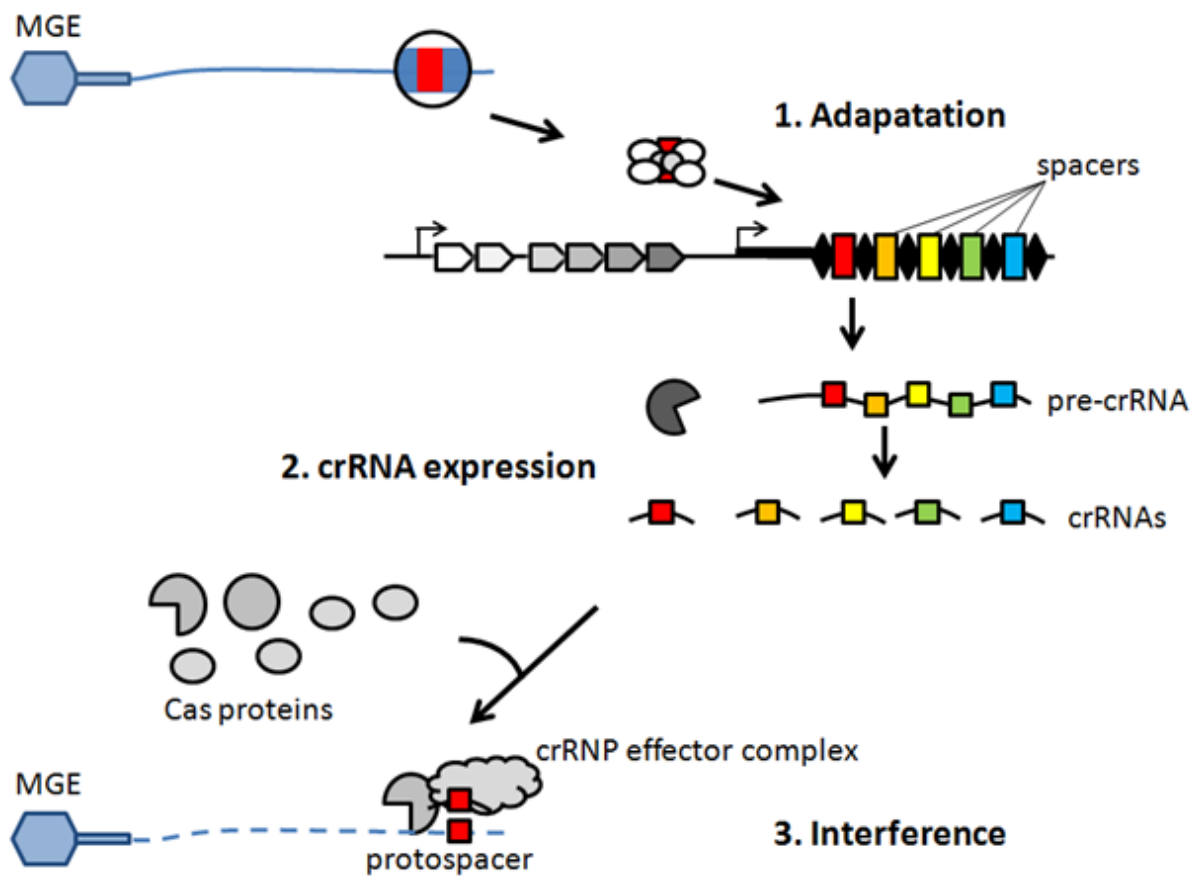 MGE
1. Adapatation
spacers
pre-crRNA
2. crRNA expression
crRNAs
Cas proteins
crRNP effector complex
MGE
3. Interference
protospacer